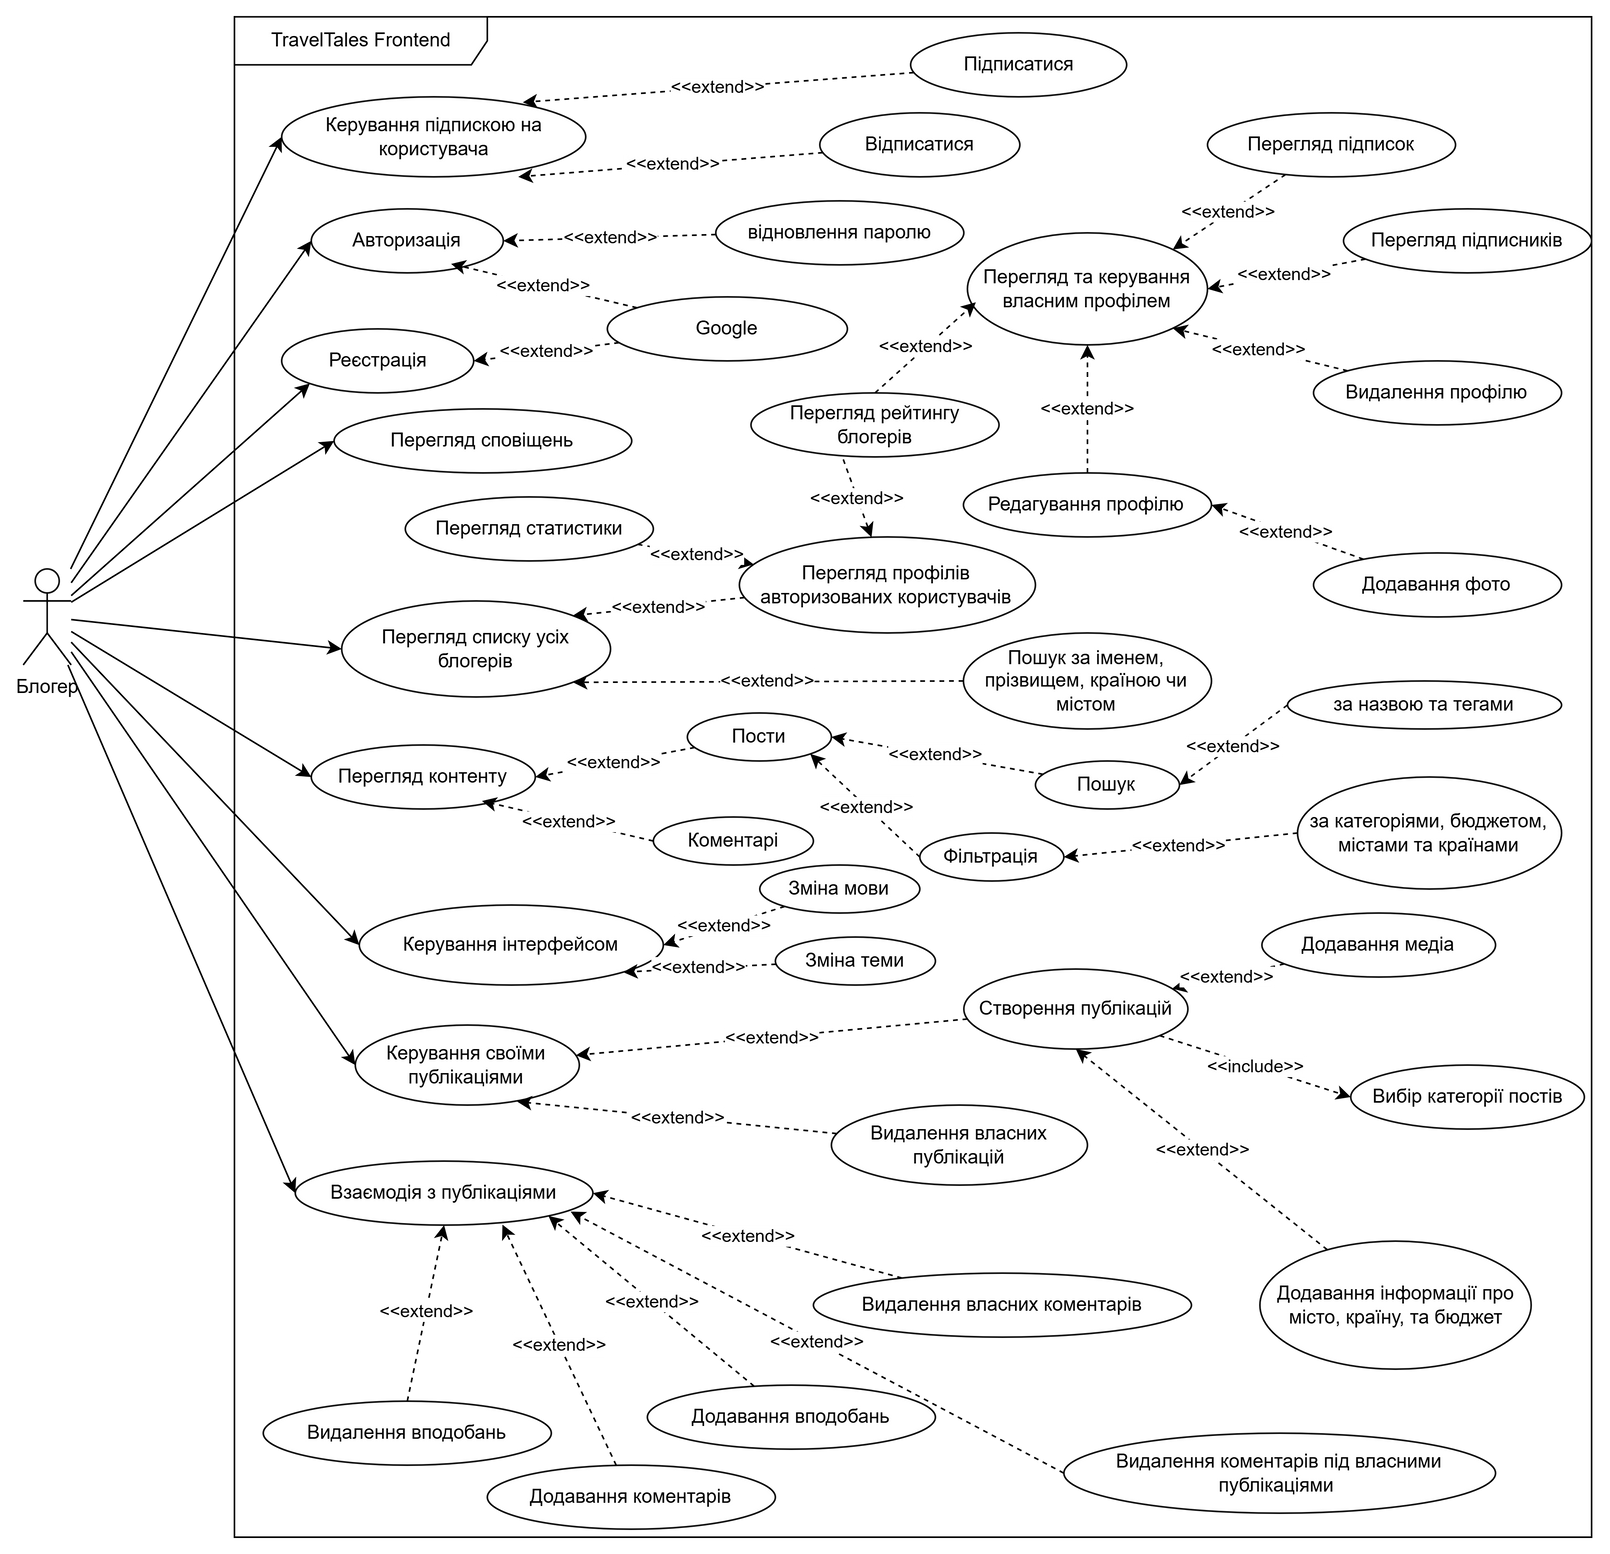 TravelTales Frontend
Підписатися
<<extend>>
Керування підпискою на
користувача
Відписатися
<<extend>>
Перегляд підписок
<<extend>>
Авторизація
<<extend>>
відновлення паролю
Перегляд підписників
<<extend>>
Перегляд та керування
власним профілем
<<extend>>
Google
<<extend>>
Реєстрація
<<extend>>
<<extend>>
Видалення профілю
<<extend>>
Перегляд рейтингу
блогерів
Перегляд сповіщень
<<extend>>
Редагування профілю
<<extend>>
Перегляд статистики
<<extend>>
Перегляд профілів
авторизованих користувачів
Додавання фото
<<extend>>
Перегляд списку усіх
блогерів
Блогер
<<extend>>
Пошук за іменем,
прізвищем, країною чи
містом
за назвою та тегами
Пости
<<extend>>
<<extend>>
<<extend>>
Перегляд контенту
Пошук
<<extend>>
<<extend>>
Коментарі
Фільтрація
<<extend>>
за категоріями, бюджетом,
містами та країнами
Зміна мови
<<extend>>
Керування інтерфейсом
<<extend>>
Зміна теми
Додавання медіа
<<extend>>
Створення публікацій
<<extend>>
Керування своїми
публікаціями
<<include>>
Вибір категорії постів
<<extend>>
Видалення власних
публікацій
<<extend>>
Взаємодія з публікаціями
<<extend>>
Видалення власних коментарів
Додавання інформації про
місто, країну, та бюджет
<<extend>>
<<extend>>
<<extend>>
<<extend>>
Видалення вподобань
Додавання вподобань
Додавання коментарів
Видалення коментарів під власними
публікаціями